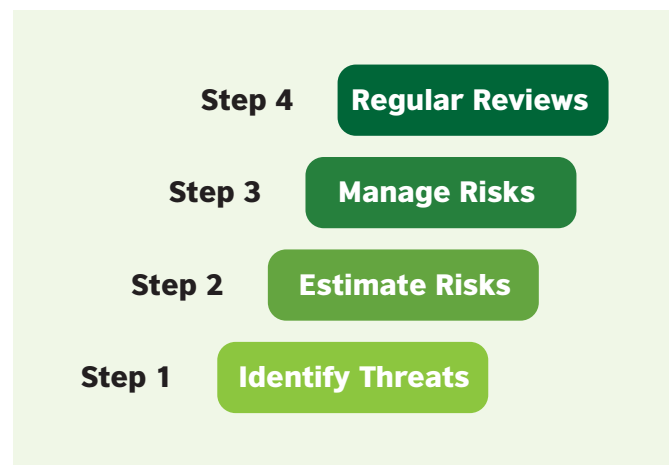 Step 4 Regular Reviews
Step 3 Manage Risks
Step 2 Estimate Risks
Step 1 Identify Threats